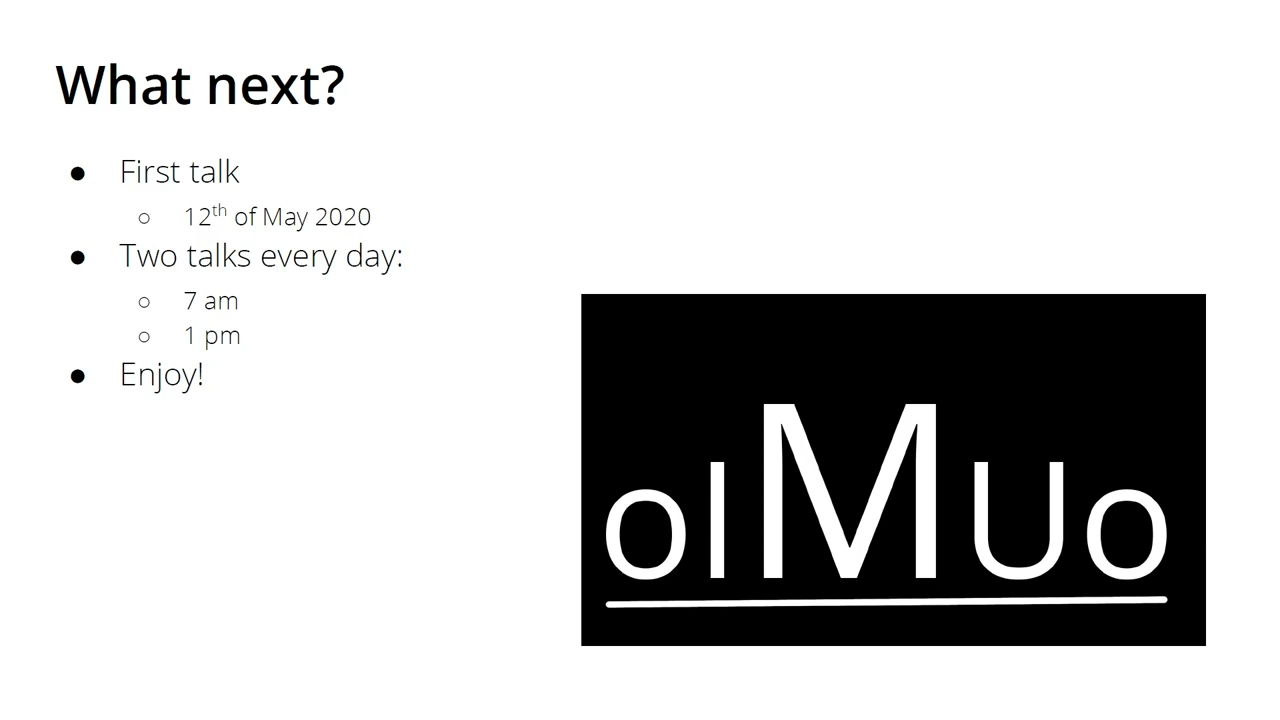 What next?
● First talk
○ 12th of May 2020
● Two talks every day:
○ 7 am
○ 1 pm
● Enjoy!
oIMUo